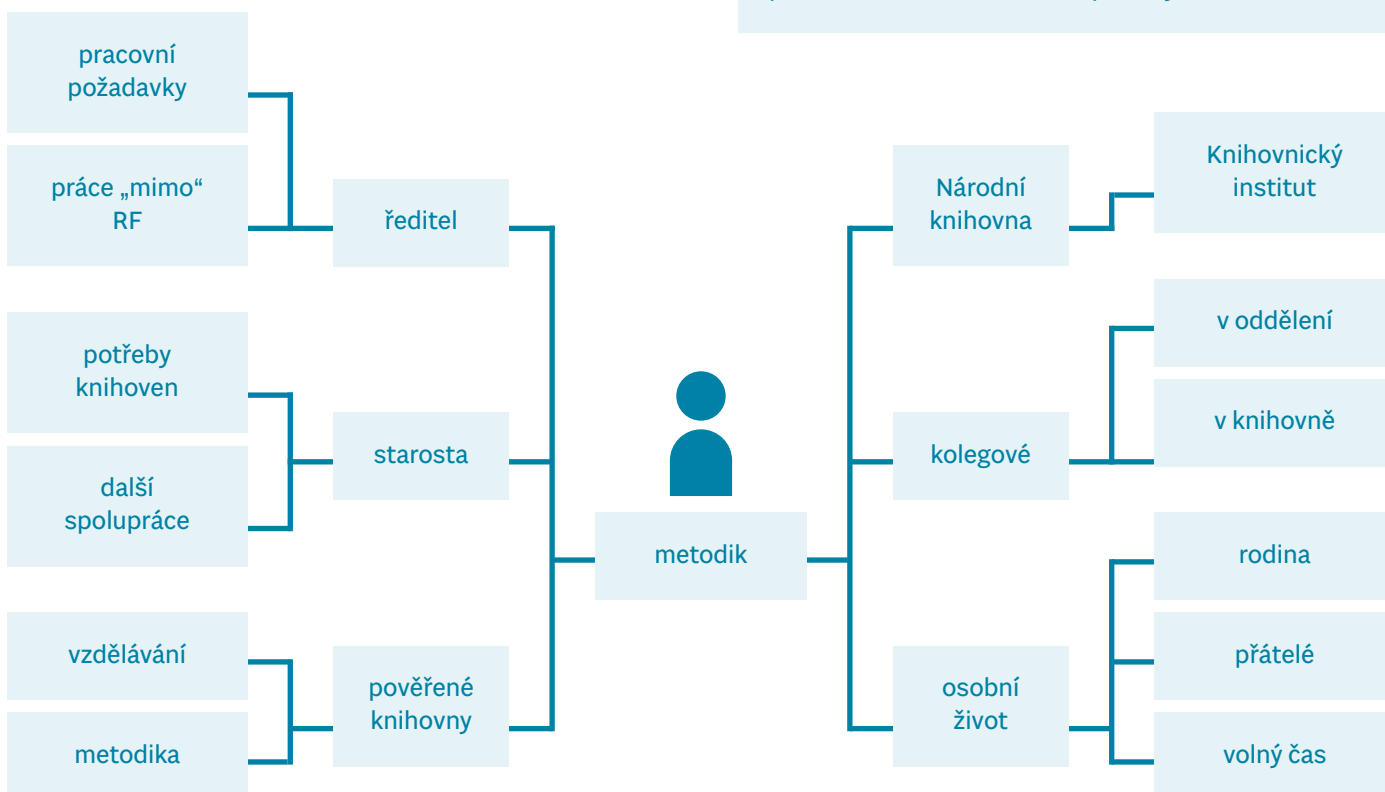 pracovní
požadavky
práce „mimo“
RF
ředitel
potřeby
knihoven
další
spolupráce
starosta
vzdělávání
metodika
pověřené
knihovny
metodik
Národní
knihovna
Knihovnický
institut
kolegové
v oddělení
v knihovně
osobní
život
rodina
přátelé
volný čas